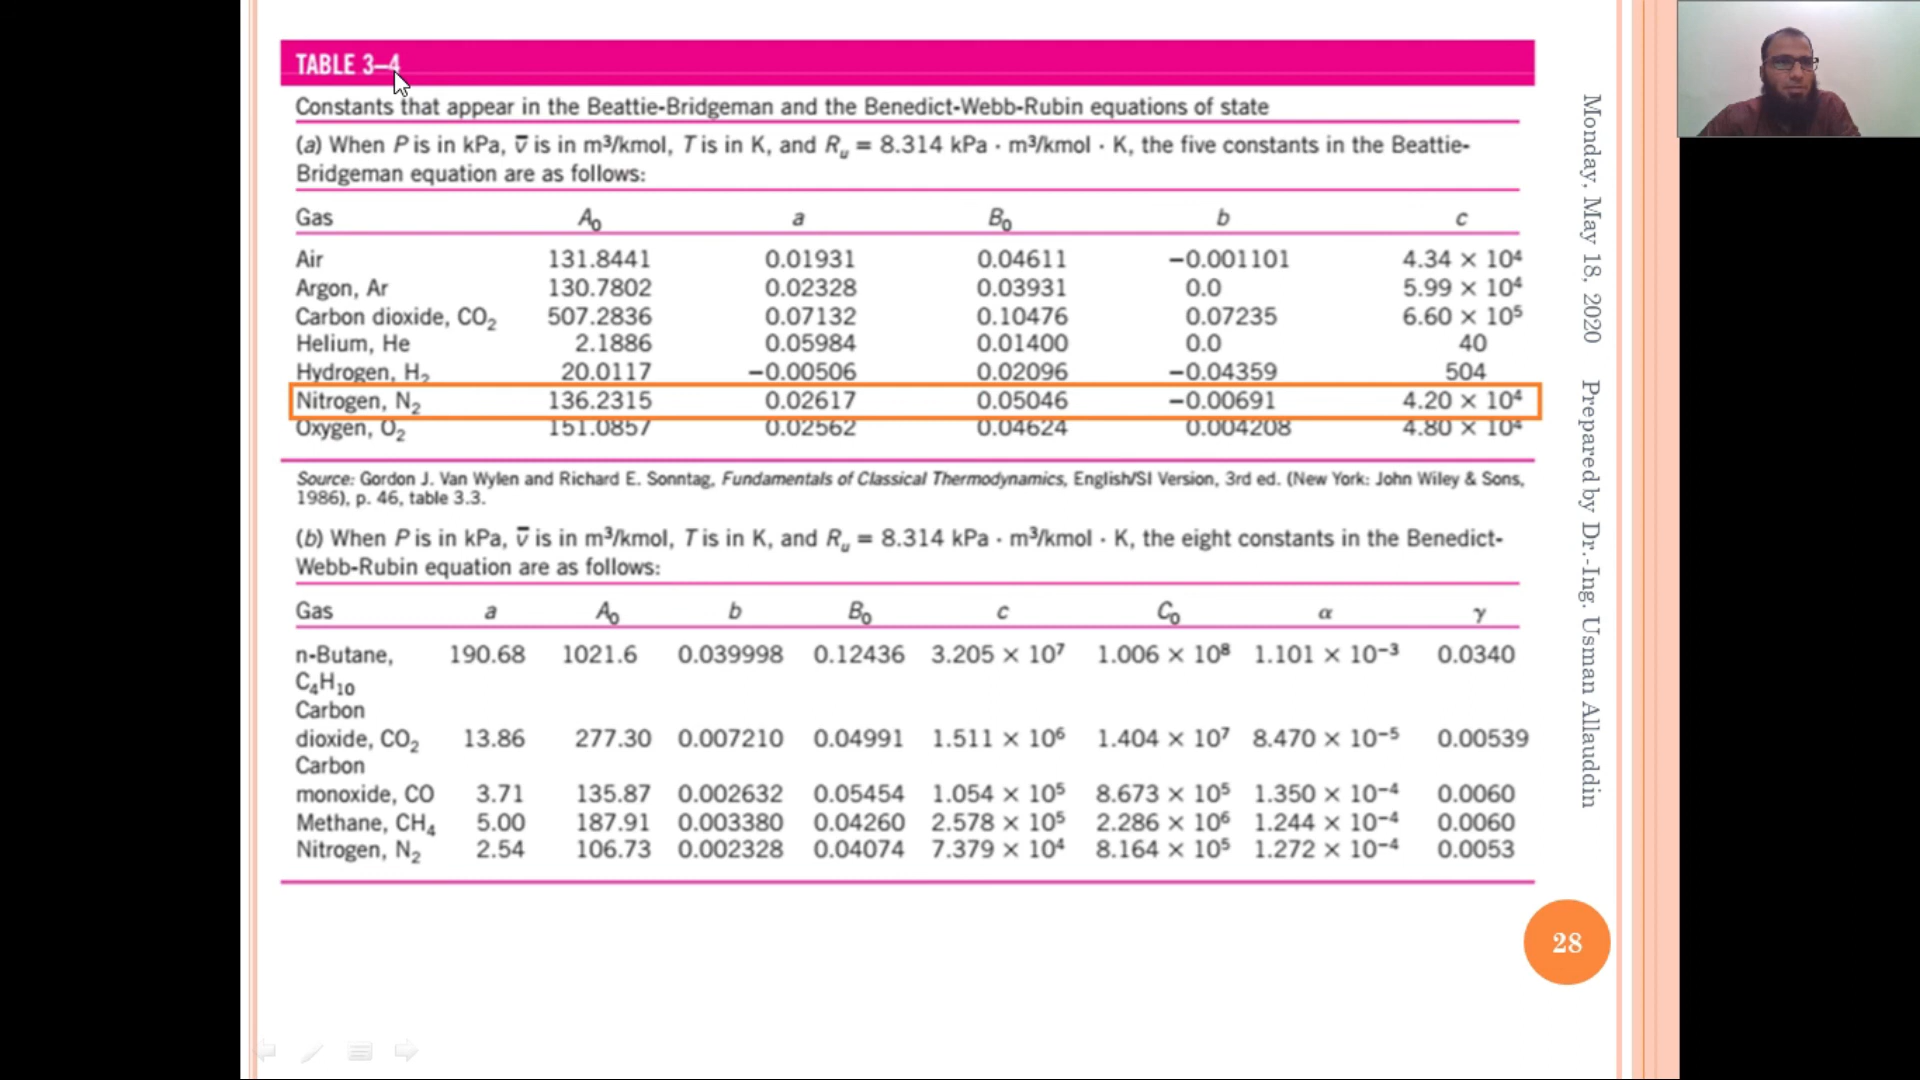 TABLE 3–4
Constants that appear in the Beattie-Bridgeman and the Benedict-Webb-Rubin equations of state
(a) When P is in kPa, v̅ is in m³/kmol, T is in K, and Rᵤ = 8.314 kPa · m³/kmol · K, the five constants in the Beattie-
Bridgeman equation are as follows:
Gas A₀ a B₀ b c
Air 131.8441 0.01931 0.04611 −0.001101 4.34 × 10⁴
Argon, Ar 130.7802 0.02328 0.03931 0.0 5.99 × 10⁴
Carbon dioxide, CO₂ 507.2836 0.07132 0.10476 0.07235 6.60 × 10⁵
Helium, He 2.1886 0.05984 0.01400 0.0 40
Hydrogen, H₂ 20.0117 −0.00506 0.02096 −0.04359 504
Nitrogen, N₂ 136.2315 0.02617 0.05046 −0.00691 4.20 × 10⁴
Oxygen, O₂ 151.0857 0.02562 0.04624 0.004208 4.80 × 10⁴
Source: Gordon J. Van Wylen and Richard E. Sonntag, Fundamentals of Classical Thermodynamics, English/SI Version, 3rd ed. (New York: John Wiley & Sons,
1986), p. 46, table 3.3.
(b) When P is in kPa, v̅ is in m³/kmol, T is in K, and Rᵤ = 8.314 kPa · m³/kmol · K, the eight constants in the Benedict-
Webb-Rubin equation are as follows:
Gas a A₀ b B₀ c C₀ α γ
n-Butane, 190.68 1021.6 0.039998 0.12436 3.205 × 10⁷ 1.006 × 10⁸ 1.101 × 10⁻³ 0.0340
C₄H₁₀
Carbon
dioxide, CO₂ 13.86 277.30 0.007210 0.04991 1.511 × 10⁶ 1.404 × 10⁷ 8.470 × 10⁻⁵ 0.00539
Carbon
monoxide, CO 3.71 135.87 0.002632 0.05454 1.054 × 10⁵ 8.673 × 10⁵ 1.350 × 10⁻⁴ 0.0060
Methane, CH₄ 5.00 187.91 0.003380 0.04260 2.578 × 10⁵ 2.286 × 10⁶ 1.244 × 10⁻⁴ 0.0060
Nitrogen, N₂ 2.54 106.73 0.002328 0.04074 7.379 × 10⁴ 8.164 × 10⁵ 1.272 × 10⁻⁴ 0.0053
Monday, May 18, 2020 Prepared by Dr.-Ing. Usman Allauddin
28